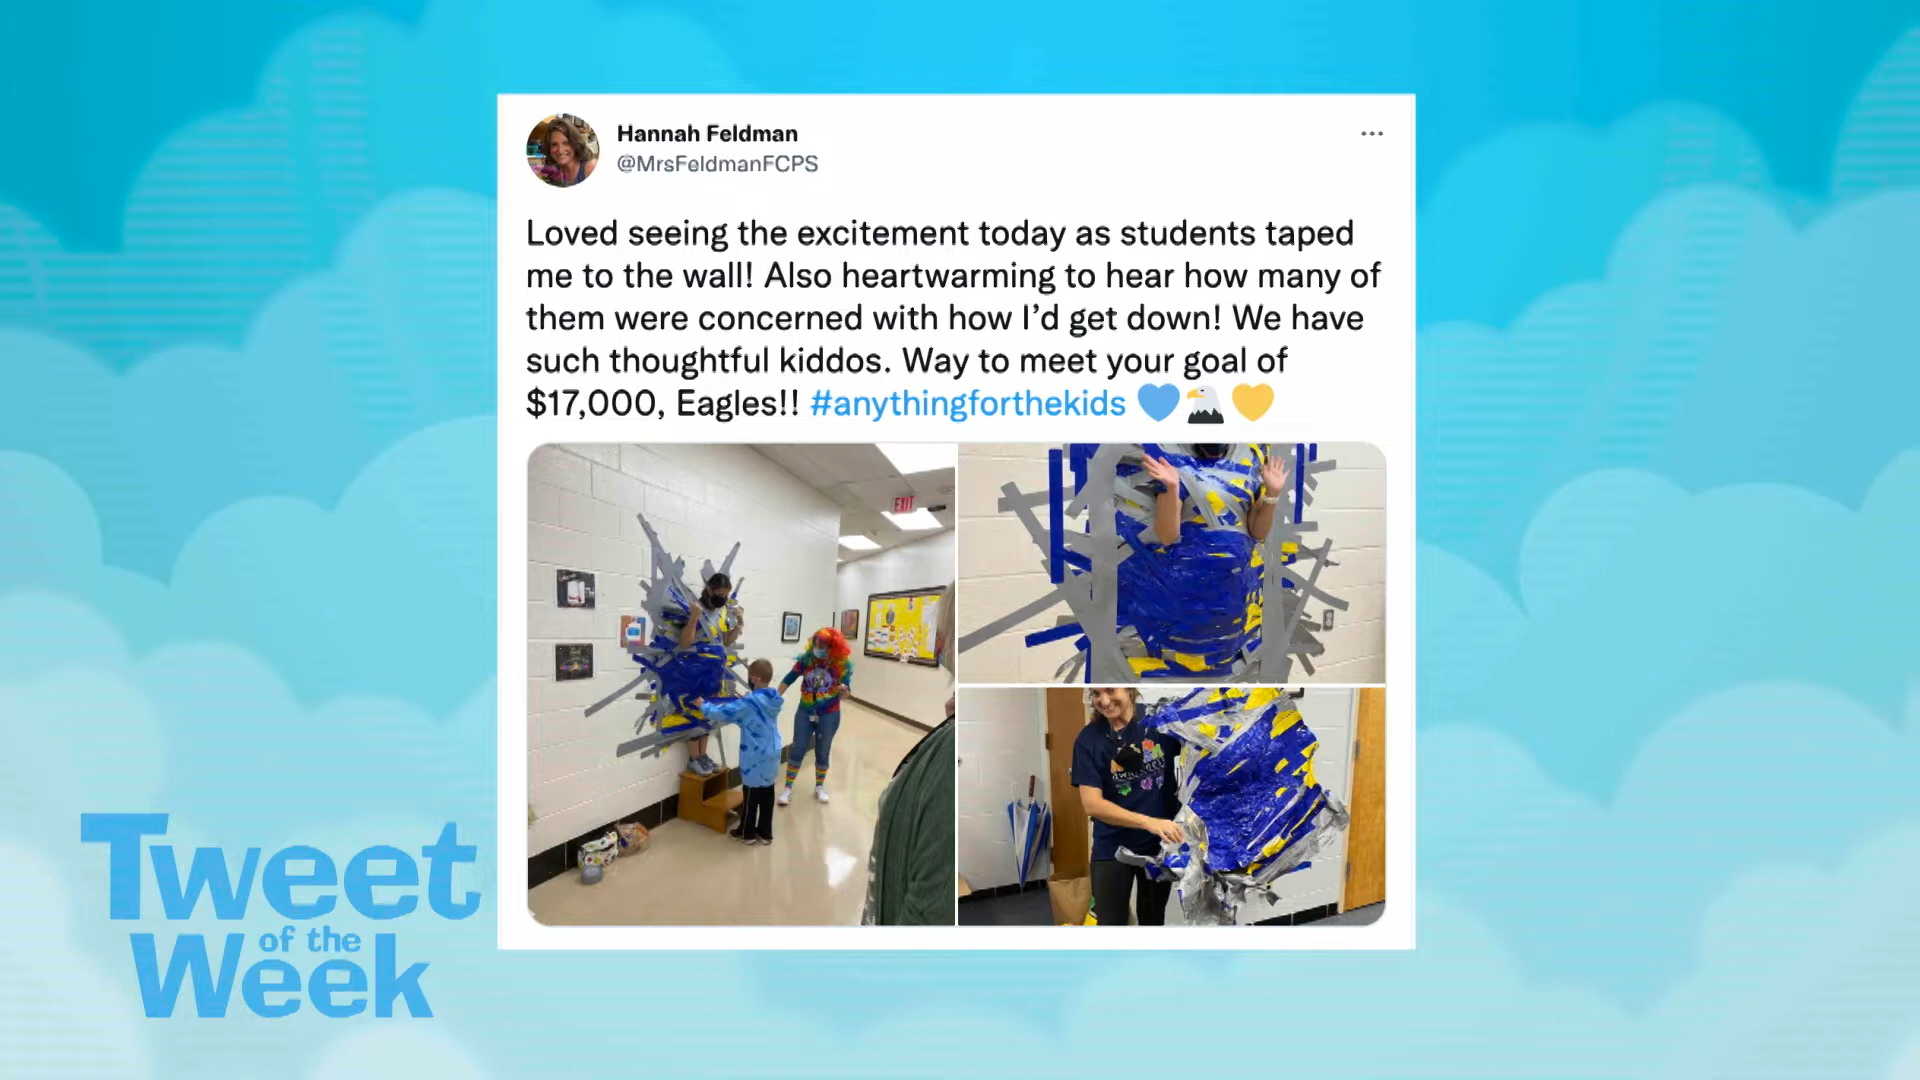 Hannah Feldman
@MrsFeldmanFCPS
Loved seeing the excitement today as students taped
me to the wall! Also heartwarming to hear how many of
them were concerned with how I’d get down! We have
such thoughtful kiddos. Way to meet your goal of
$17,000, Eagles!! #anythingforthekids 💙🦅💛
EXIT
Tweet
of the
Week